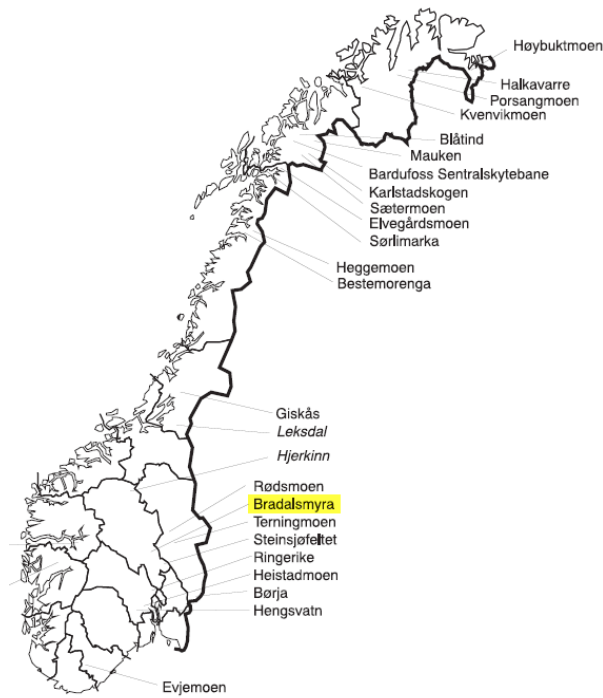 Høybuktmoen
Halkavarre
Porsangmoen
Kvenvikmoen
Blåtind
Mauken
Bardufoss Sentralskytebane
Karlstadskogen
Sætermoen
Elvegårdsmoen
Sørlimarka
Heggemoen
Bestemorenga
Giskås
Leksdal
Hjerkinn
Rødsmoen
Bradalsmyra
Terningmoen
Steinsjøfeltet
Ringerike
Heistadmoen
Børja
Hengsvatn
Evjemoen